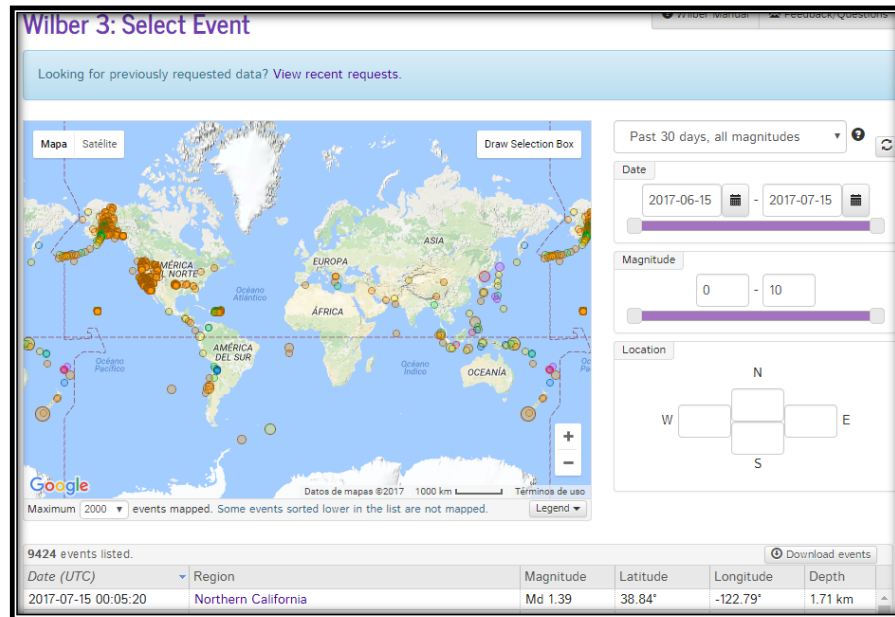 Wilber 3: Select Event
Wilber Manual
Feedback/Questions
Looking for previously requested data? View recent requests.
Mapa Satélite
Draw Selection Box
AMÉRICA
DEL NORTE
Océano
Atlántico
EUROPA
ASIA
ÁFRICA
AMÉRICA
DEL SUR
Océano
Pacífico
Océano
Índico
OCEANÍA
Google
Datos de mapas ©2017 1000 km Términos de uso
Maximum 2000 events mapped. Some events sorted lower in the list are not mapped.
Legend
Past 30 days, all magnitudes
Date
2017-06-15 - 2017-07-15
Magnitude
0 - 10
Location
N
W E
S
9424 events listed.
Download events
Date (UTC) Region Magnitude Latitude Longitude Depth
2017-07-15 00:05:20 Northern California Md 1.39 38.84° -122.79° 1.71 km